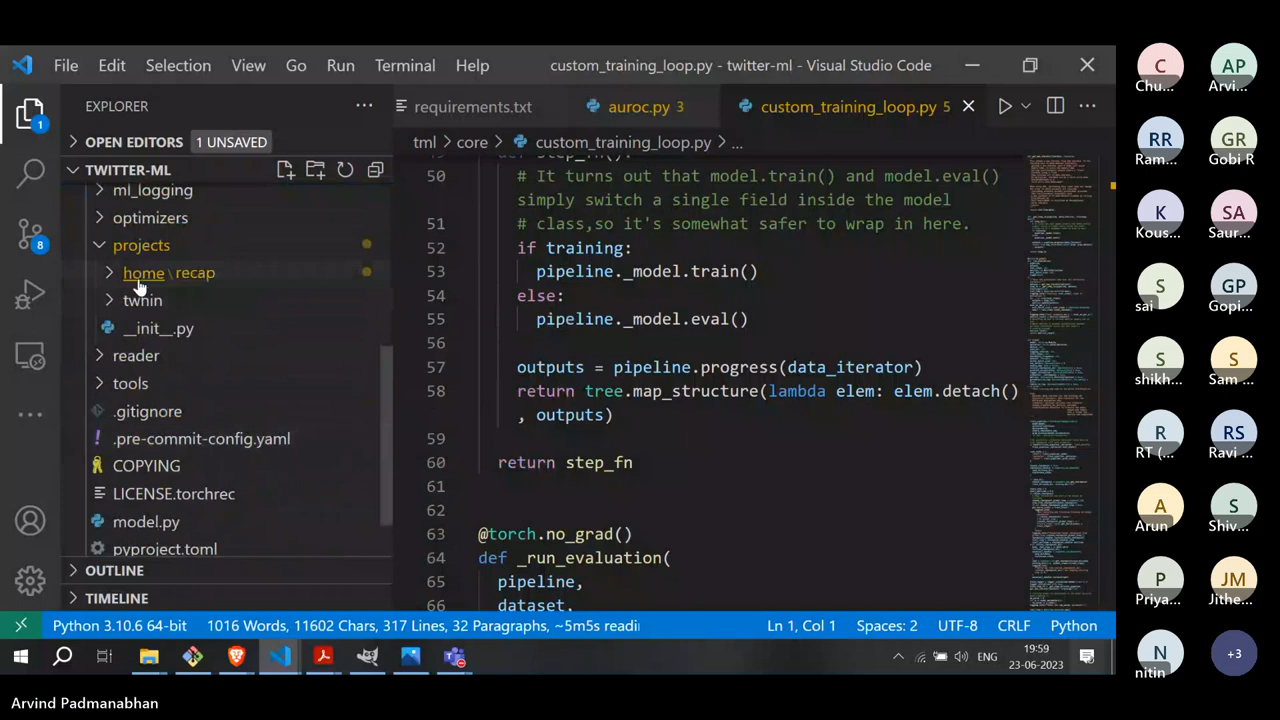 File Edit Selection View Go Run Terminal Help custom_training_loop.py - twitter-ml - Visual Studio Code
EXPLORER
requirements.txt auroc.py 3 custom_training_loop.py 5
OPEN EDITORS 1 UNSAVED
tml > core > custom_training_loop.py > ...
TWITTER-ML
ml_logging
optimizers
projects
home \ recap
twhin
__init__.py
reader
tools
.gitignore
.pre-commit-config.yaml
COPYING
LICENSE.torchrec
model.py
pyproject.toml
OUTLINE
TIMELINE
50 # It turns out that model.train() and model.eval()
simply switch a single field inside the model
51 # class,so it's somewhat safer to wrap in here.
52 if training:
53 pipeline._model.train()
54 else:
55 pipeline._model.eval()
56
57 outputs = pipeline.progress(data_iterator)
58 return tree.map_structure(lambda elem: elem.detach()
, outputs)
59
60 return step_fn
61
62
63 @torch.no_grad()
64 def _run_evaluation(
65 pipeline,
66 dataset,
Python 3.10.6 64-bit 1016 Words, 11602 Chars, 317 Lines, 32 Paragraphs, ~5m5s readi Ln 1, Col 1 Spaces: 2 UTF-8 CRLF Python
1
8
ENG
19:59
23-06-2023
C
Chu...
AP
Arvi...
RR
Ram...
GR
Gobi R
K
Kous...
SA
Saur...
S
sai
GP
Gopi...
S
shikh...
S
Sam ...
R
RT (...
RS
Ravi ...
A
Arun
S
Shiv...
P
Priya...
JM
Jithe...
N
nitin
+3
Arvind Padmanabhan